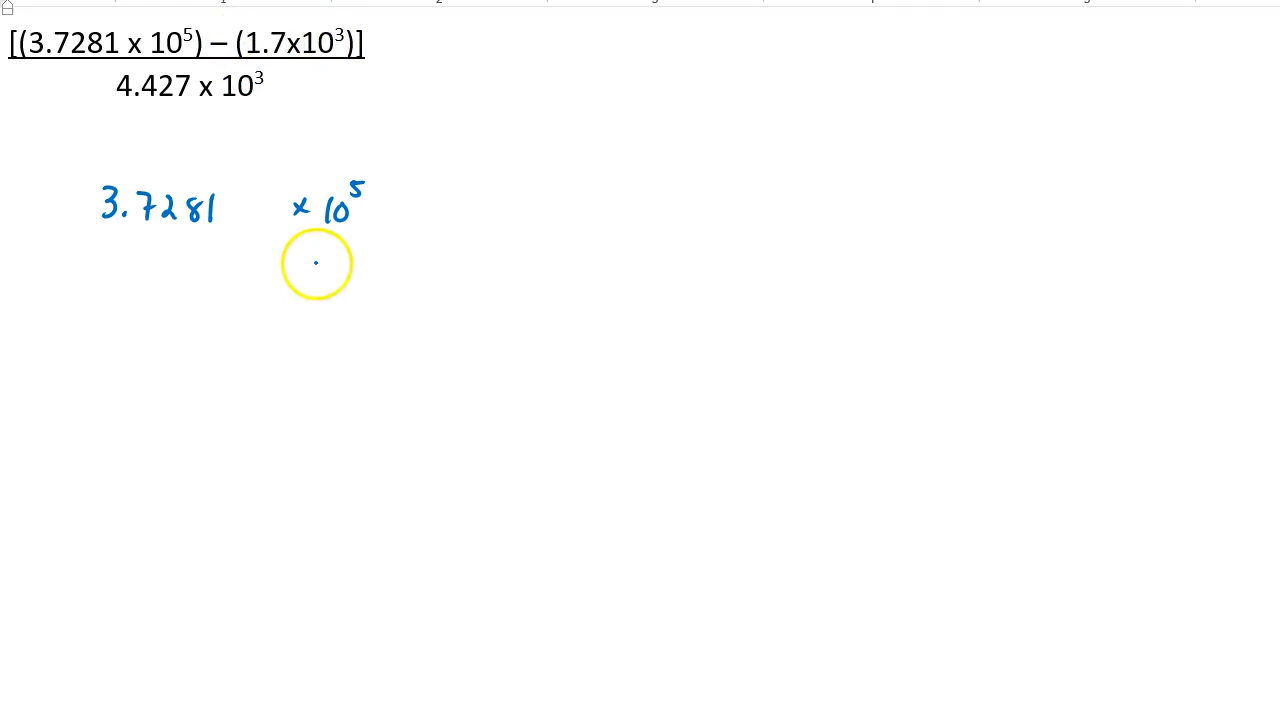 [(3.7281 x 10⁵) – (1.7x10³)]
4.427 x 10³
3.7281 x 10⁵